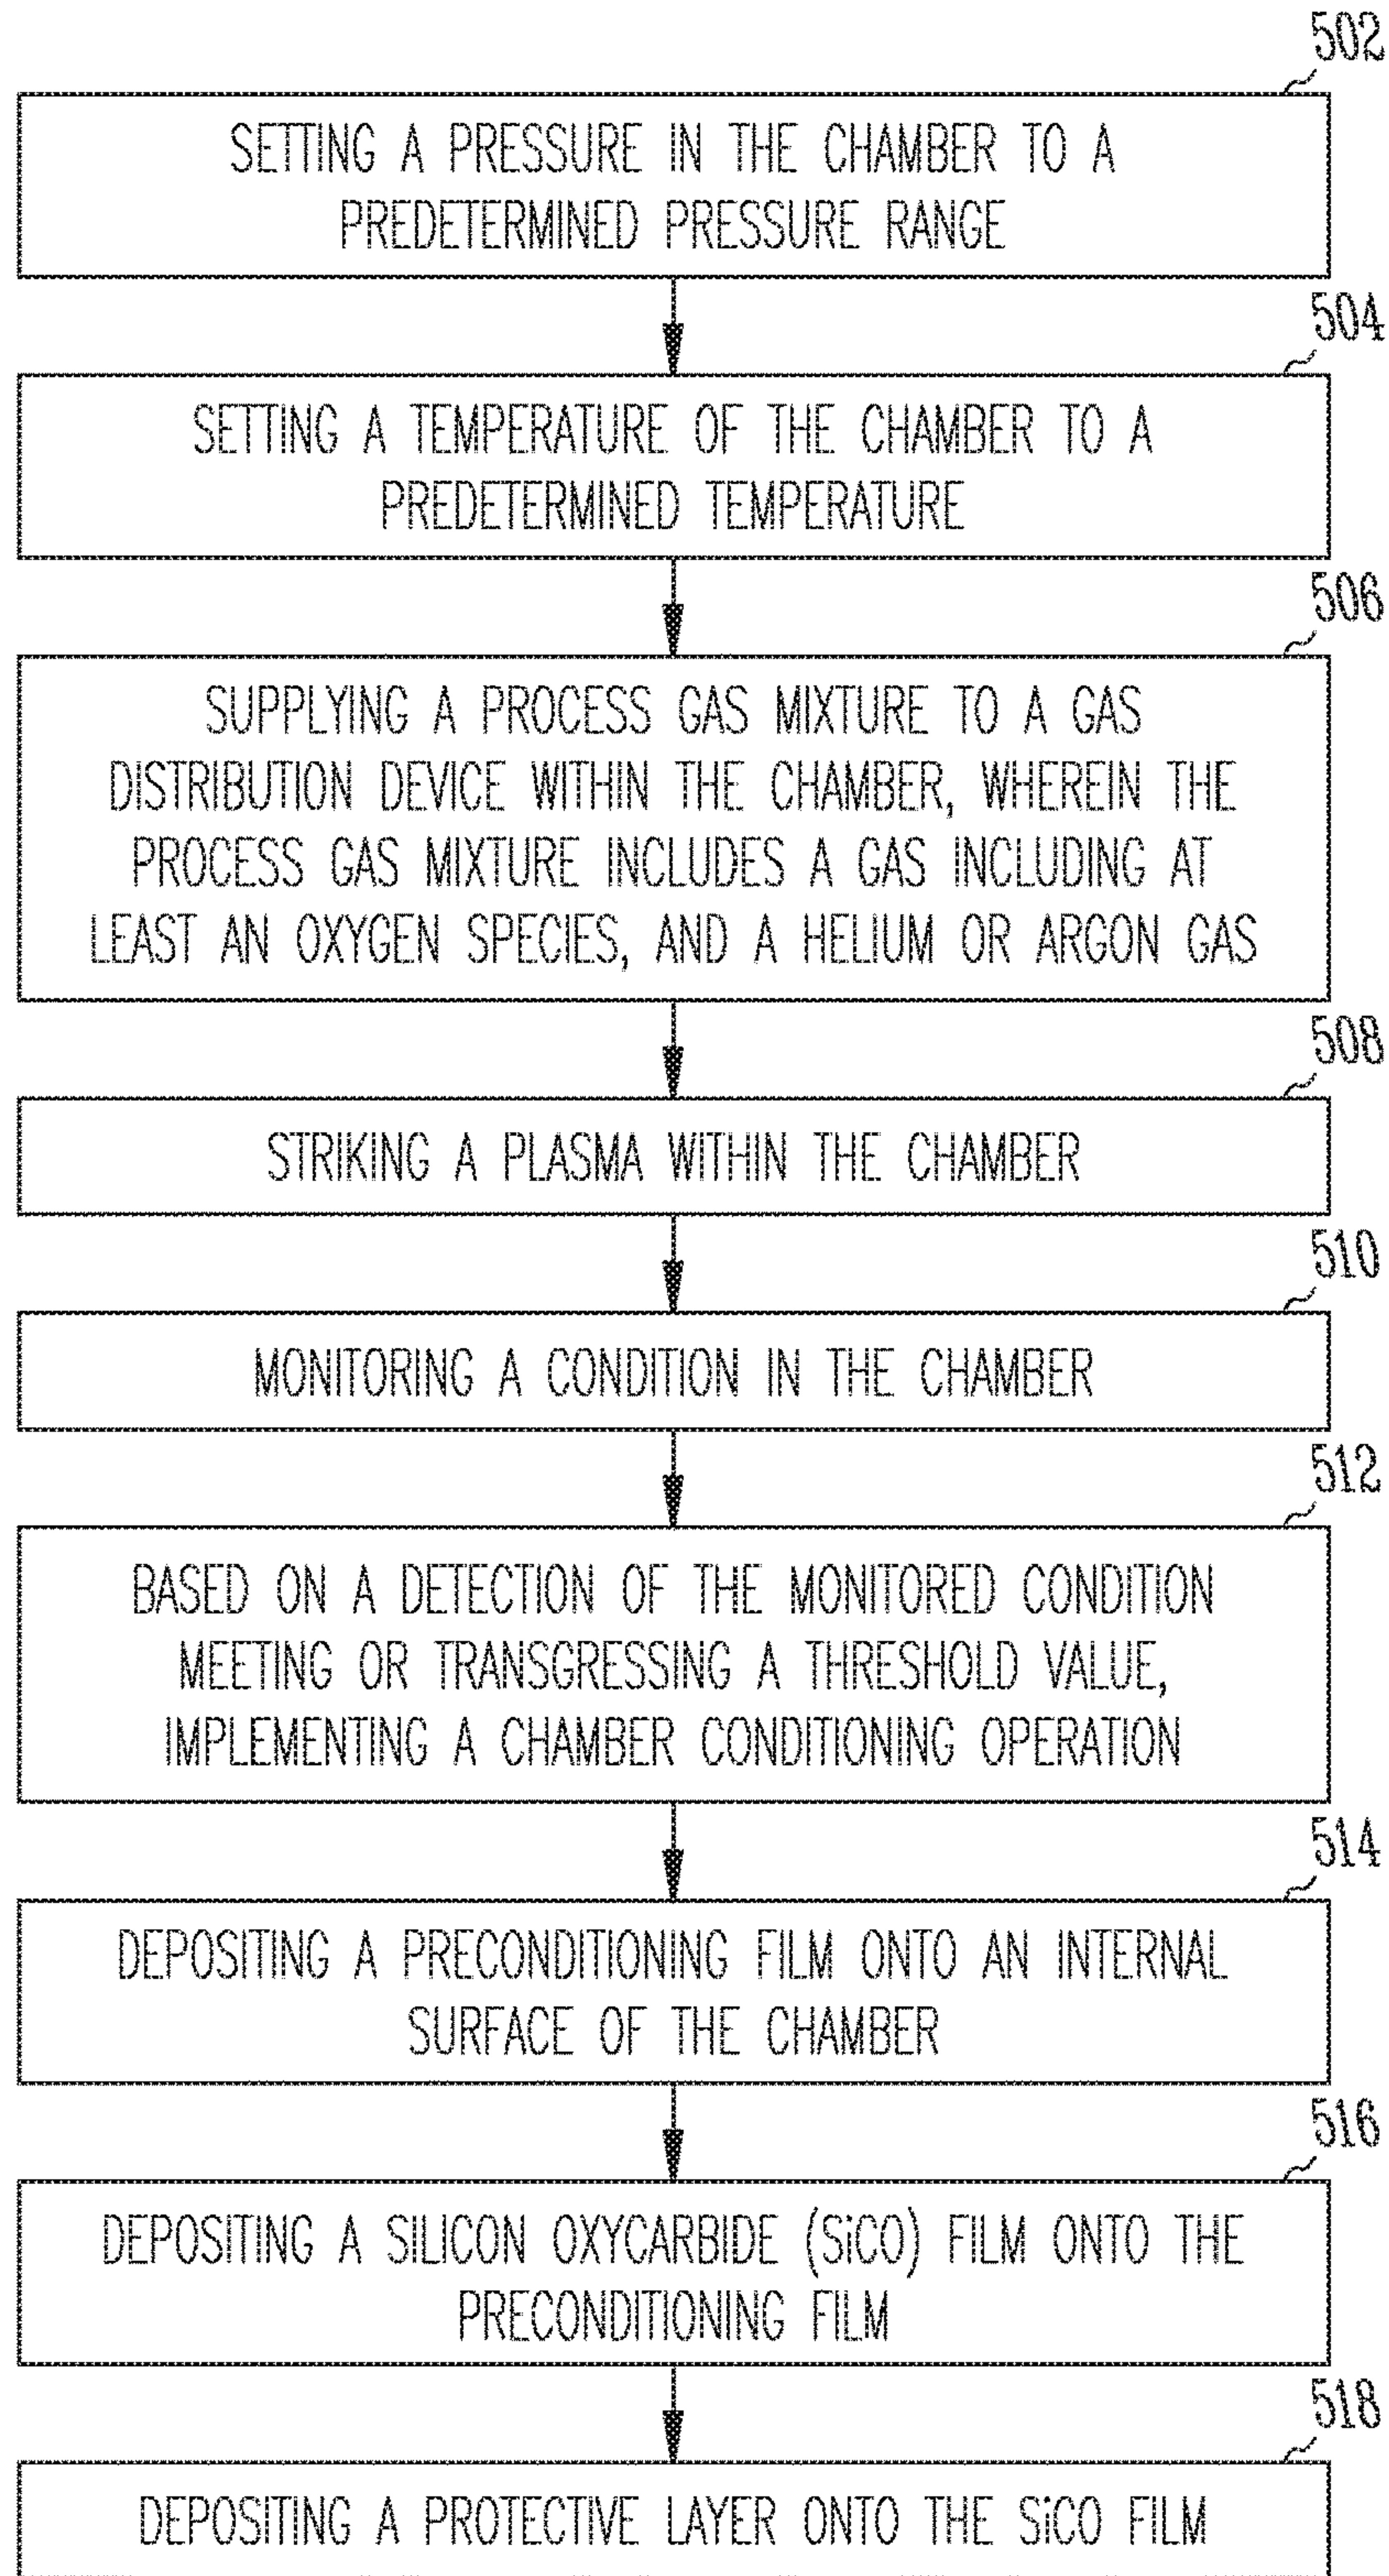 502
SETTING A PRESSURE IN THE CHAMBER TO A
PREDETERMINED PRESSURE RANGE
504
SETTING A TEMPERATURE OF THE CHAMBER TO A
PREDETERMINED TEMPERATURE
506
SUPPLYING A PROCESS GAS MIXTURE TO A GAS
DISTRIBUTION DEVICE WITHIN THE CHAMBER, WHEREIN THE
PROCESS GAS MIXTURE INCLUDES A GAS INCLUDING AT
LEAST AN OXYGEN SPECIES, AND A HELIUM OR ARGON GAS
508
STRIKING A PLASMA WITHIN THE CHAMBER
510
MONITORING A CONDITION IN THE CHAMBER
512
BASED ON A DETECTION OF THE MONITORED CONDITION
MEETING OR TRANSGRESSING A THRESHOLD VALUE,
IMPLEMENTING A CHAMBER CONDITIONING OPERATION
514
DEPOSITING A PRECONDITIONING FILM ONTO AN INTERNAL
SURFACE OF THE CHAMBER
516
DEPOSITING A SILICON OXYCARBIDE (SiCO) FILM ONTO THE
PRECONDITIONING FILM
518
DEPOSITING A PROTECTIVE LAYER ONTO THE SiCO FILM